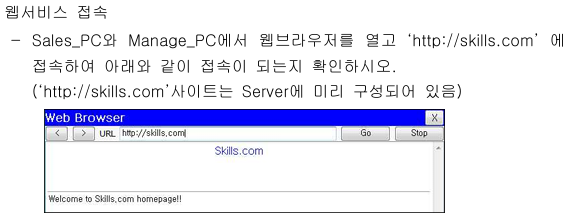 웹서비스 접속
- Sales_PC와 Manage_PC에서 웹브라우저를 열고 ‘http://skills.com’ 에
접속하여 아래와 같이 접속이 되는지 확인하시오.
(‘http://skills.com’사이트는 Server에 미리 구성되어 있음)
Web Browser X
< > URL http://skills.com Go Stop
Skills.com
Welcome to Skills,com homepage!!